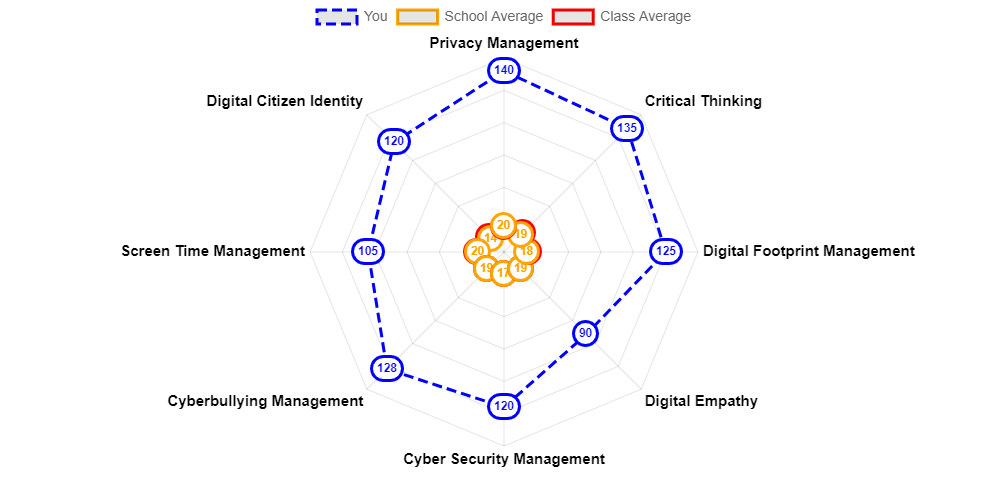 You School Average Class Average
Privacy Management
140
Digital Citizen Identity
Critical Thinking
120
135
20
19
14
Screen Time Management
105
20
18
125
Digital Footprint Management
19
17
19
90
128
Cyberbullying Management
120
Digital Empathy
Cyber Security Management